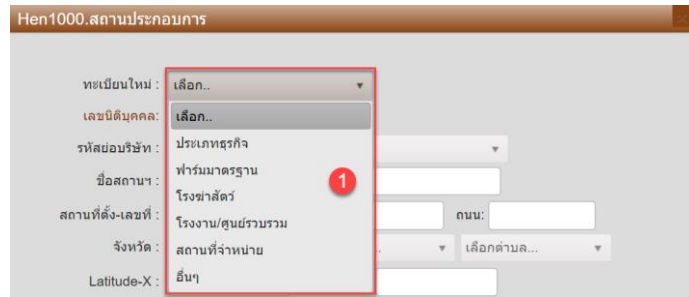 Hen1000.สถานประกอบการ
ทะเบียนใหม่ : เลือก..
เลขนิติบุคคล: เลือก..
ประเภทธุรกิจ
รหัสย่อบริษัท :
ฟาร์มมาตรฐาน
1
ชื่อสถานฯ :
โรงฆ่าสัตว์
สถานที่ตั้ง-เลขที่ : ถนน:
โรงงาน/ศูนย์รวบรวม
จังหวัด : สถานที่จำหน่าย .. เลือกตำบล...
อื่นๆ
Latitude-X :